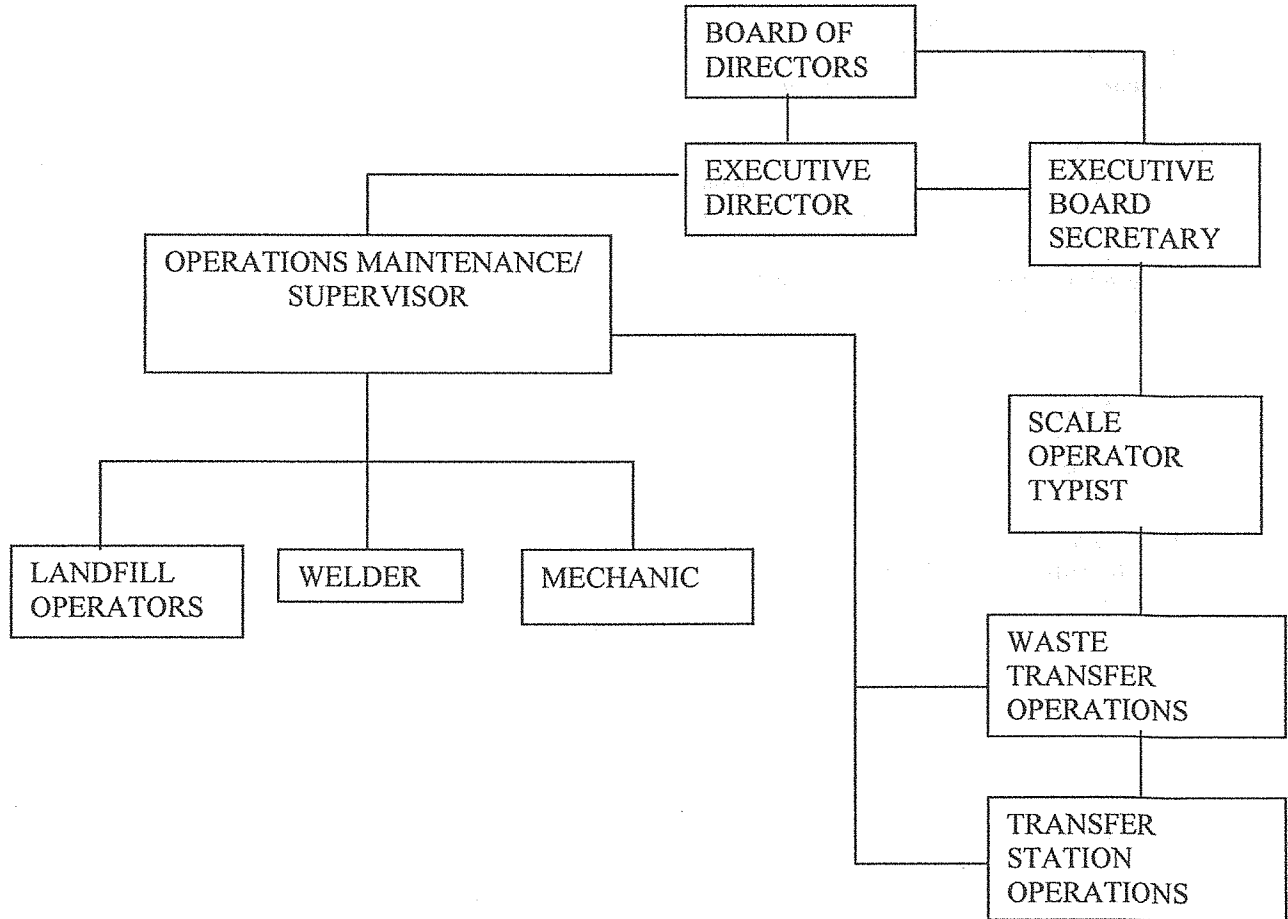 BOARD OF
DIRECTORS
EXECUTIVE
DIRECTOR
EXECUTIVE
BOARD
SECRETARY
OPERATIONS MAINTENANCE/
SUPERVISOR
SCALE
OPERATOR
TYPIST
LANDFILL
OPERATORS
WELDER
MECHANIC
WASTE
TRANSFER
OPERATIONS
TRANSFER
STATION
OPERATIONS